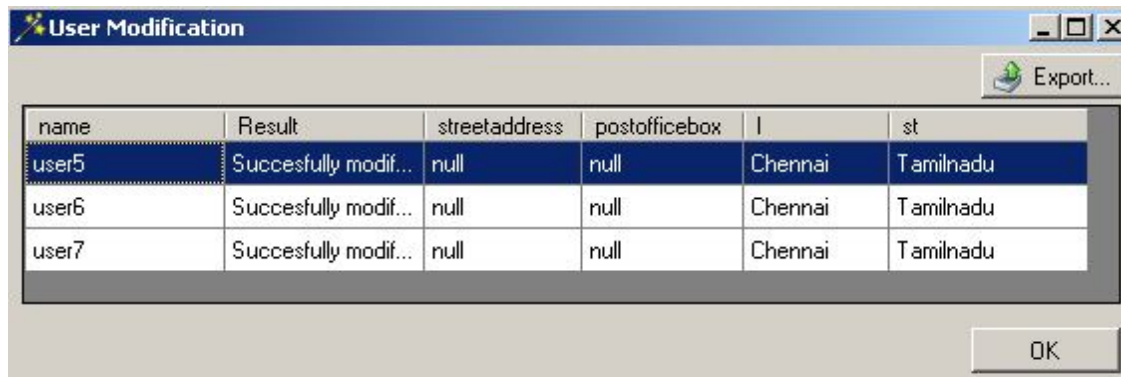 User Modification
Export...
name Result streetaddress postofficebox l st
user5 Succesfully modif... null null Chennai Tamilnadu
user6 Succesfully modif... null null Chennai Tamilnadu
user7 Succesfully modif... null null Chennai Tamilnadu
OK